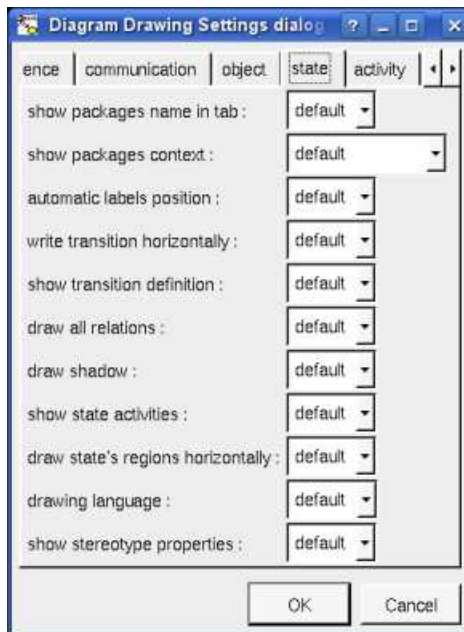 Diagram Drawing Settings dialog ?
ence communication object state activity
show packages name in tab : default
show packages context : default
automatic labels position : default
write transition horizontally : default
show transition definition : default
draw all relations : default
draw shadow : default
show state activities : default
draw state's regions horizontally : default
drawing language : default
show stereotype properties : default
OK Cancel